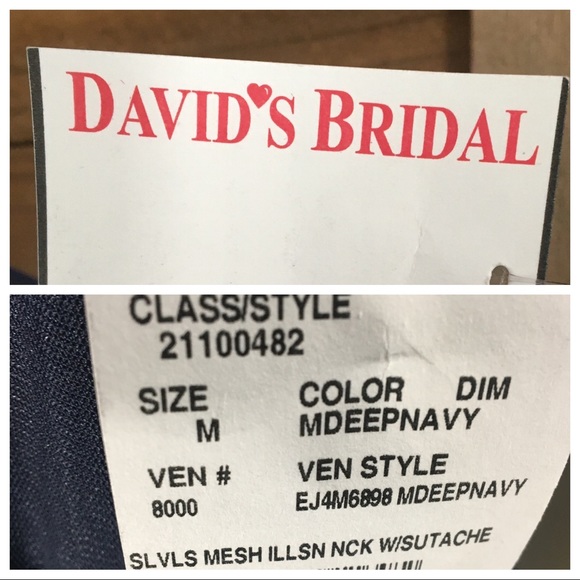 DAVID'S BRIDAL
CLASS/STYLE
21100482
SIZE COLOR DIM
M MDEEPNAVY
VEN # VEN STYLE
8000 EJ4M6898 MDEEPNAVY
SLVLS MESH ILLSN NCK W/SUTACHE